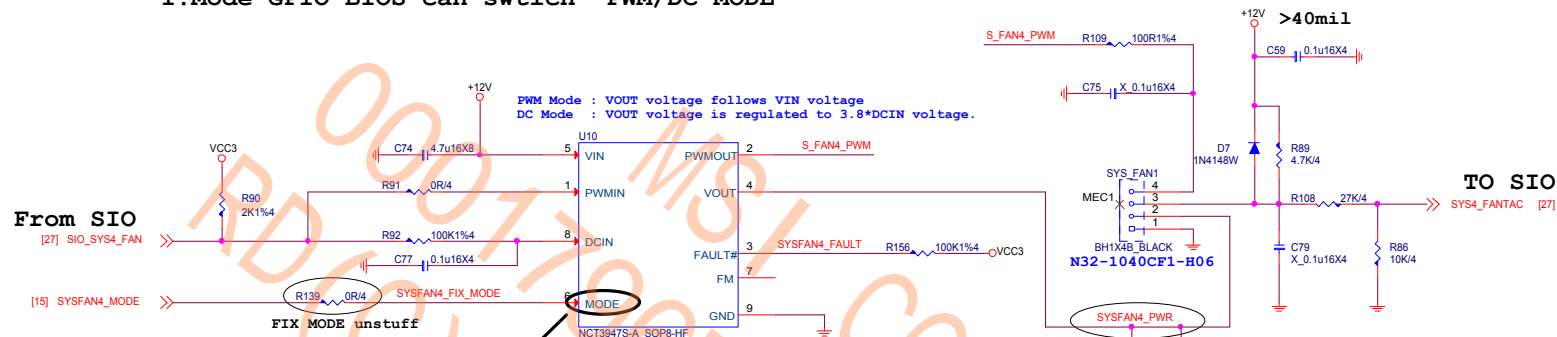 1.Mode GPIO BIOS can swtich PWM/DC MODE
+12V
>40mil
S_FAN4_PWM
R109
100R1%4
C59
0.1u16X4
C75
X_0.1u16X4
+12V
PWM Mode : VOUT voltage follows VIN voltage
DC Mode : VOUT voltage is regulated to 3.8*DCIN voltage.
U10
C74
4.7u16X8
5
VIN
PWMOUT
2
S_FAN4_PWM
VCC3
D7
1N4148W
R89
4.7K/4
R91
0R/4
1
PWMIN
VOUT
4
SYS_FAN1
MEC1
4
3
2
1
R90
2K1%4
R108
27K/4
TO SIO
SYS4_FANTAC [27]
From SIO
[27] SIO_SYS4_FAN
R92
100K1%4
8
DCIN
C77
0.1u16X4
FAULT#
3
SYSFAN4_FAULT
R156
100K1%4
VCC3
BH1X4B_BLACK
N32-1040CF1-H06
C79
X_0.1u16X4
R86
10K/4
FM
7
[15] SYSFAN4_MODE
R139
0R/4
SYSFAN4_FIX_MODE
6
MODE
FIX MODE unstuff
GND
9
SYSFAN4_PWR
NCT3947S-A_SOP8-HF
MSI